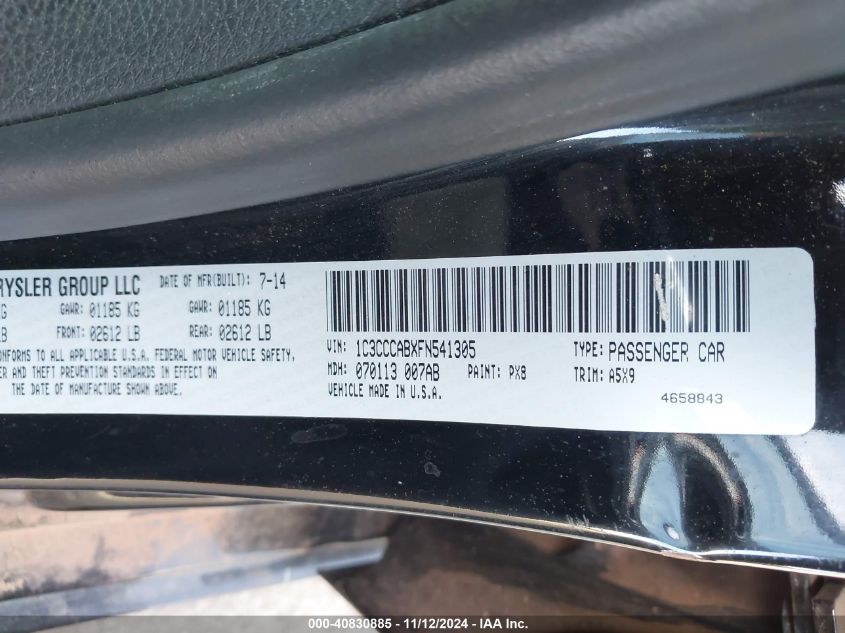 RYSLER GROUP LLC DATE OF MFR(BUILT): 7-14
G GAWR: 01185 KG GAWR: 01185 KG
B FRONT: 02612 LB REAR: 02612 LB
ONFORMS TO ALL APPLICABLE U.S.A. FEDERAL MOTOR VEHICLE SAFETY,
ER AND THEFT PREVENTION STANDARDS IN EFFECT ON
THE DATE OF MANUFACTURE SHOWN ABOVE.
VIN: 1C3CCCABXFN541305 TYPE: PASSENGER CAR
MDH: 070113 007AB PAINT: PX8 TRIM: A5X9
VEHICLE MADE IN U.S.A.
4658843
000-40830885 - 11/12/2024 - IAAI Inc.